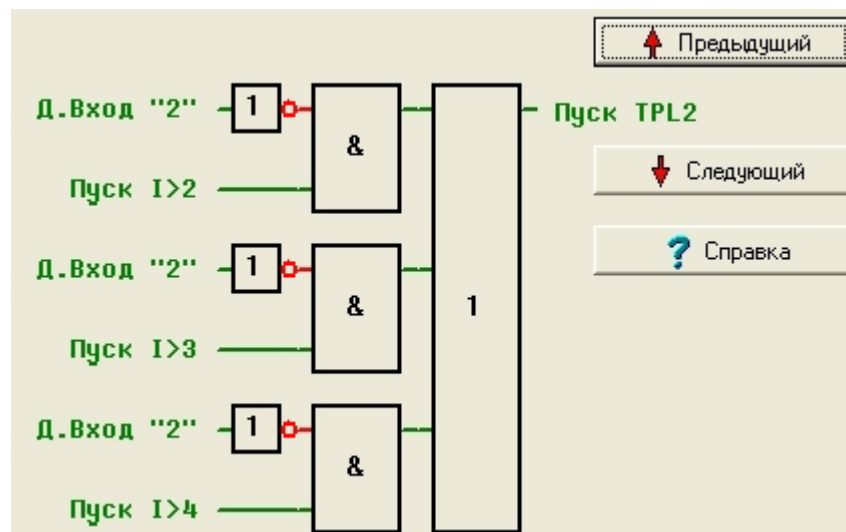 Предыдущий
Д.Вход "2" 1 & Пуск TPL2
Пуск I>2
Следующий
Справка
Д.Вход "2" 1 & 1
Пуск I>3
Д.Вход "2" 1 &
Пуск I>4